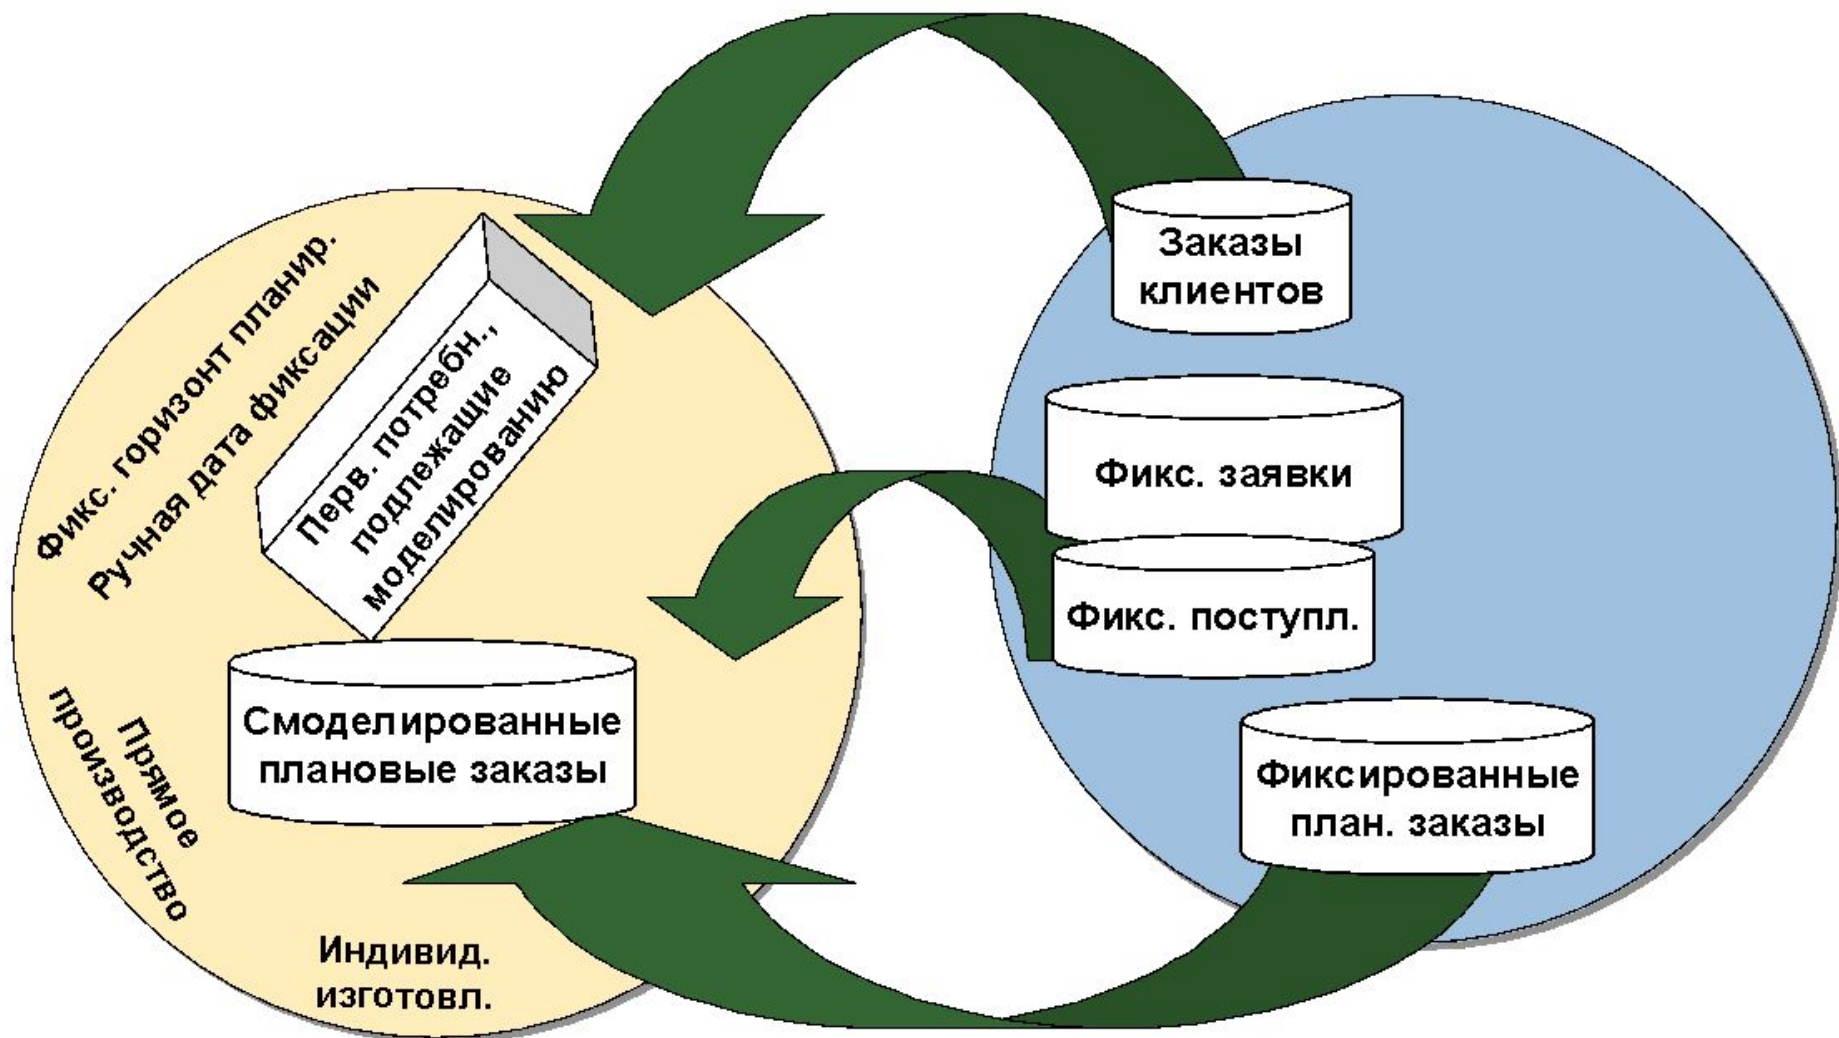 Фикс. горизонт планир.
Ручная дата фиксации
Перв. потребн.,
подлежащие
моделированию
Смоделированные
плановые заказы
Прямое
производство
Индивид.
изготовл.
Заказы
клиентов
Фикс. заявки
Фикс. поступл.
Фиксированные
план. заказы